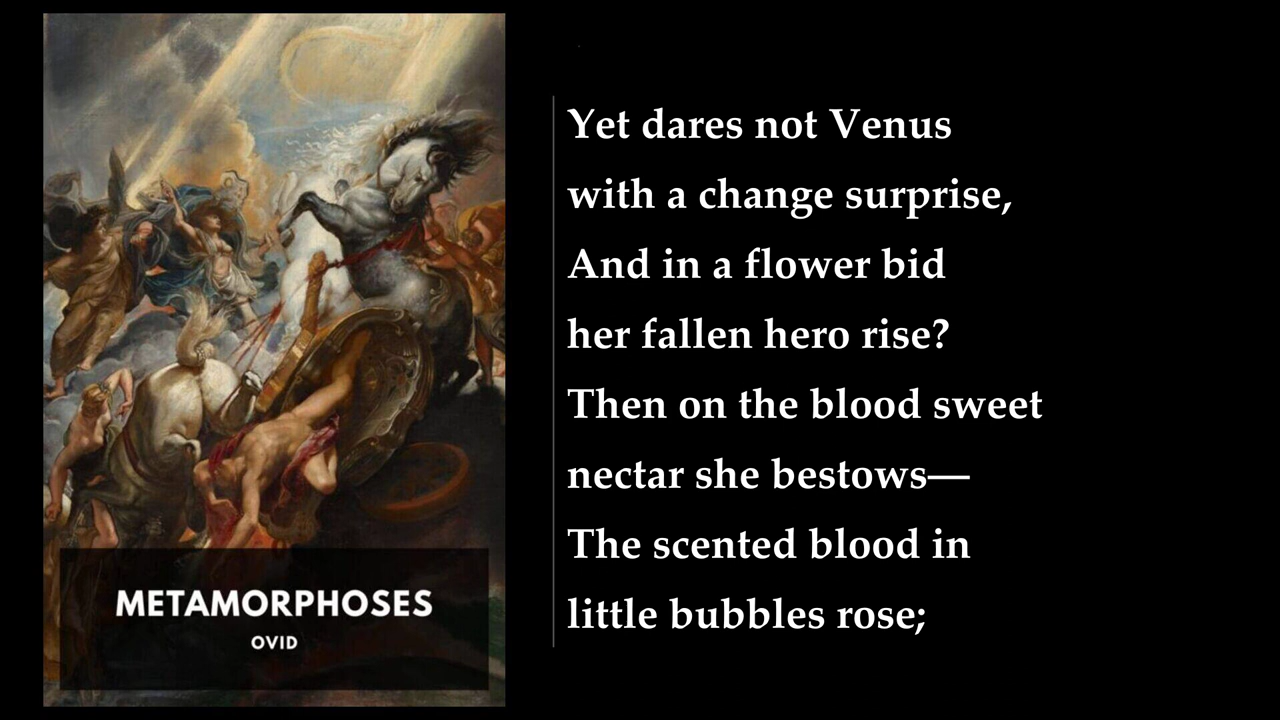 METAMORPHOSES
OVID
Yet dares not Venus
with a change surprise,
And in a flower bid
her fallen hero rise?
Then on the blood sweet
nectar she bestows—
The scented blood in
little bubbles rose;